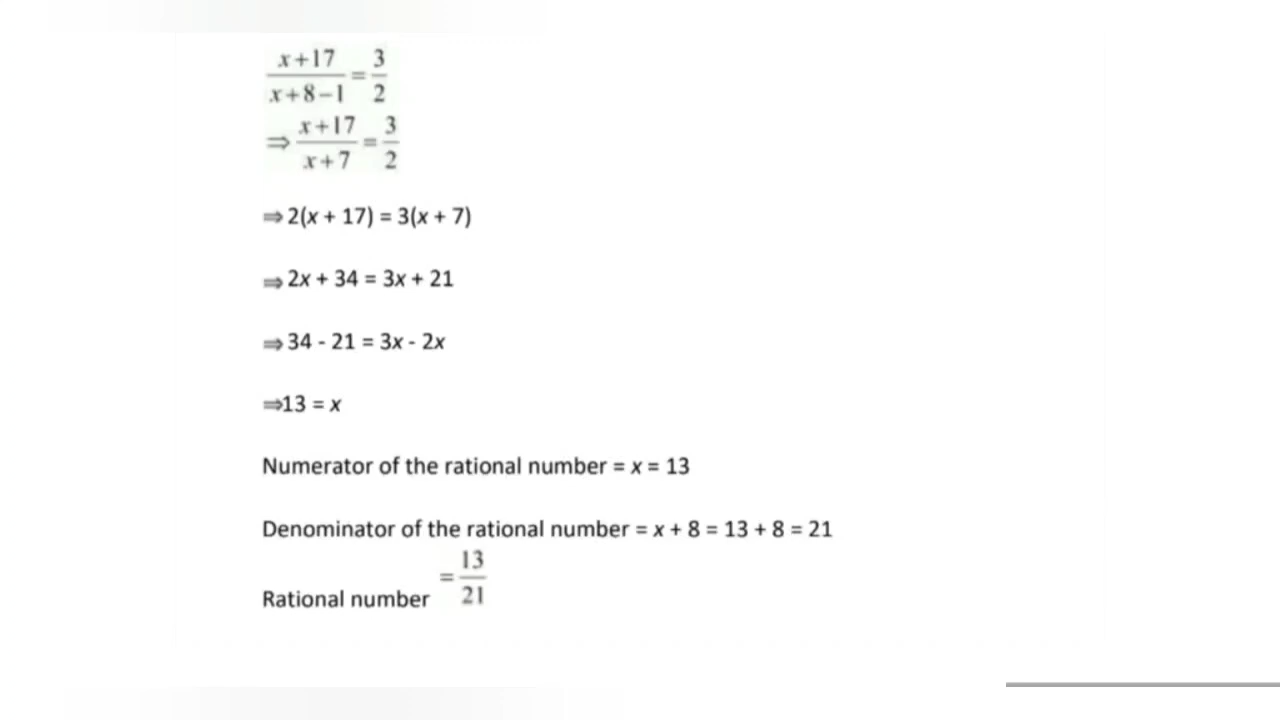 x+17/x+8−1 = 3/2
⇒ x+17/x+7 = 3/2
⇒ 2(x + 17) = 3(x + 7)
⇒ 2x + 34 = 3x + 21
⇒ 34 - 21 = 3x - 2x
⇒13 = x
Numerator of the rational number = x = 13
Denominator of the rational number = x + 8 = 13 + 8 = 21
Rational number = 13/21